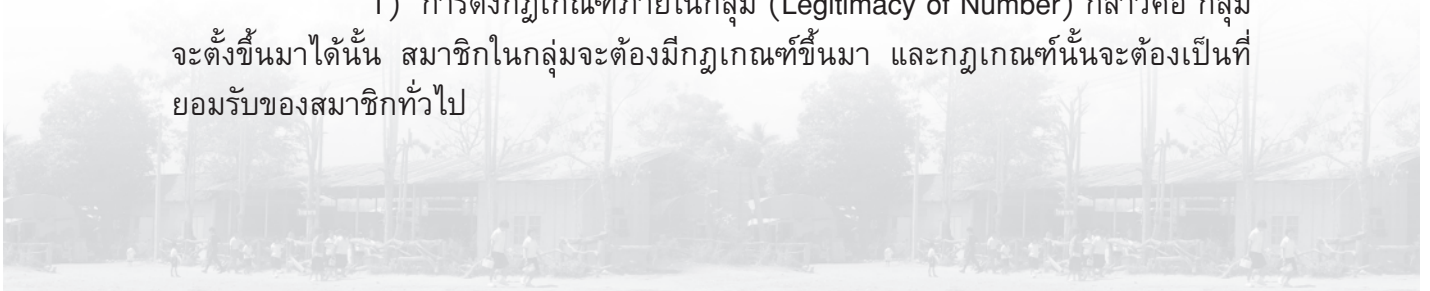 1) การตั้งกฎเกณฑ์ภายในกลุ่ม (Legitimacy of Number) กล่าวคือ กลุ่ม
จะตั้งขึ้นมาได้นั้น สมาชิกในกลุ่มจะต้องมีกฎเกณฑ์ขึ้นมา และกฎเกณฑ์นั้นจะต้องเป็นที่
ยอมรับของสมาชิกทั่วไป